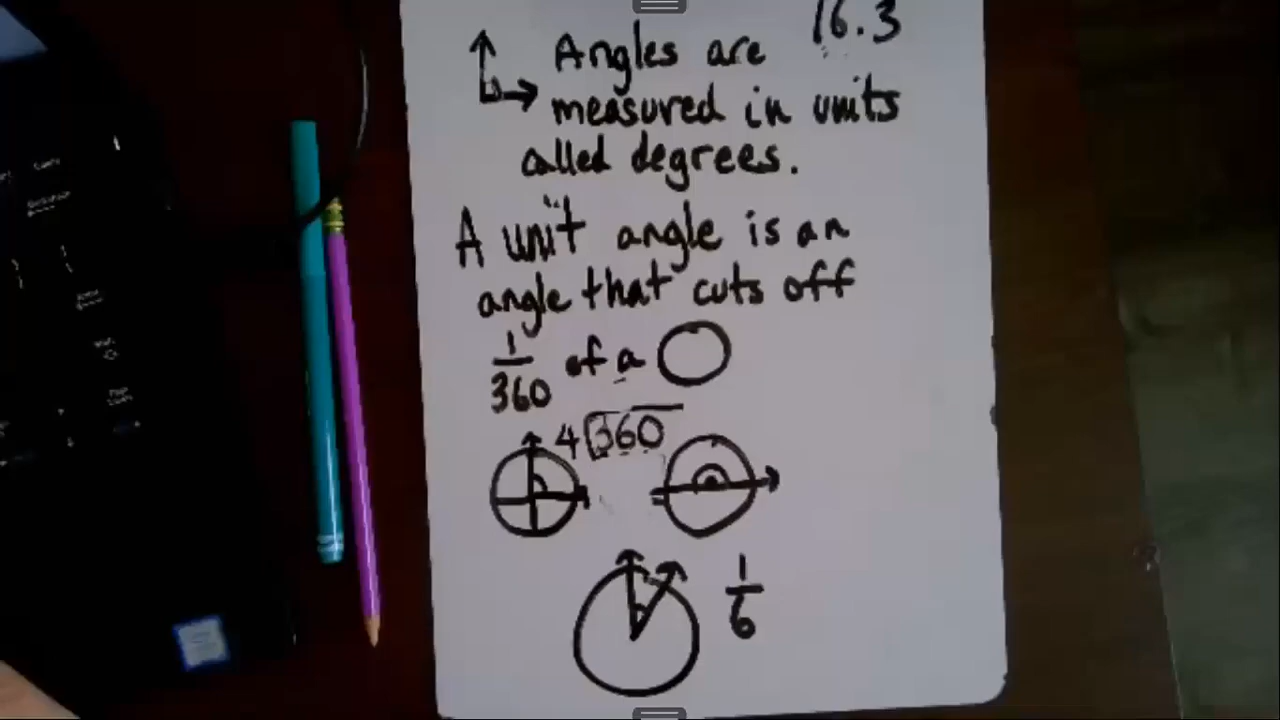 16.3
Angles are
measured in units
called degrees.
A unit angle is an
angle that cuts off
1/360 of a
4 360
1/6